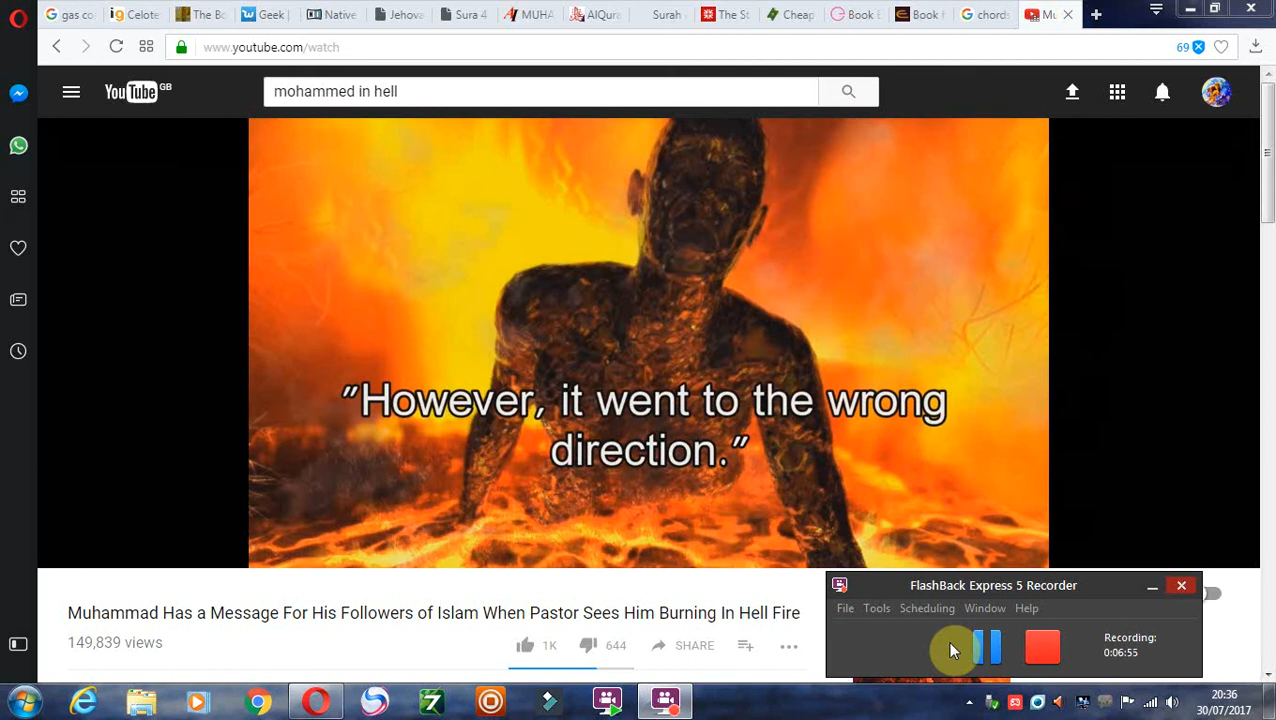 gas co
Celote
The Bo
Geek |
Native
Jehova
Sura 4
MUHA
AlQura
Surah
The St
Cheap
Book
Book
chords
Mu
www.youtube.com/watch
69
YouTube GB
mohammed in hell
"However, it went to the wrong
direction."
Muhammad Has a Message For His Followers of Islam When Pastor Sees Him Burning In Hell Fire
149,839 views
1K
644
SHARE
FlashBack Express 5 Recorder
File Tools Scheduling Window Help
Recording:
0:06:55
20:36
30/07/2017